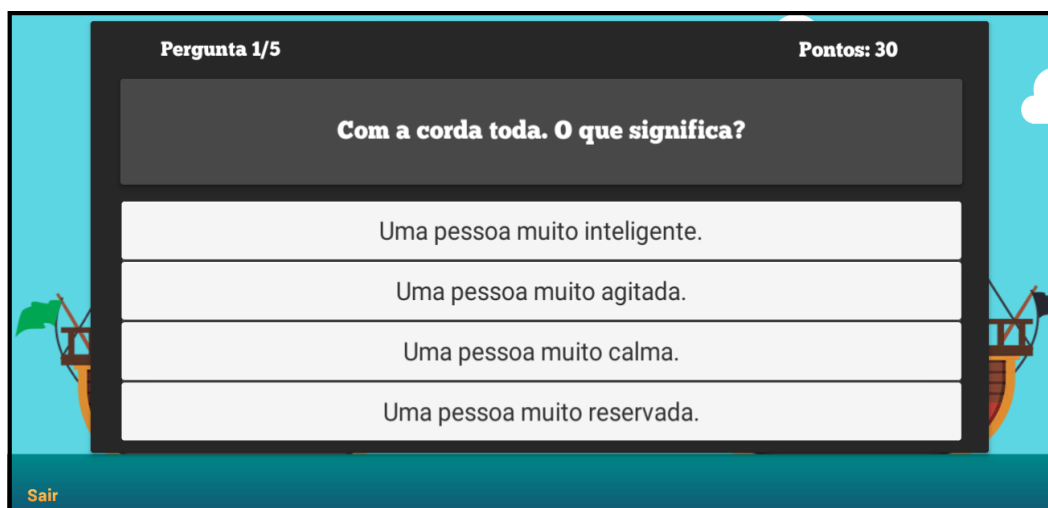 Pergunta 1/5
Pontos: 30
Com a corda toda. O que significa?
Uma pessoa muito inteligente.
Uma pessoa muito agitada.
Uma pessoa muito calma.
Uma pessoa muito reservada.
Sair